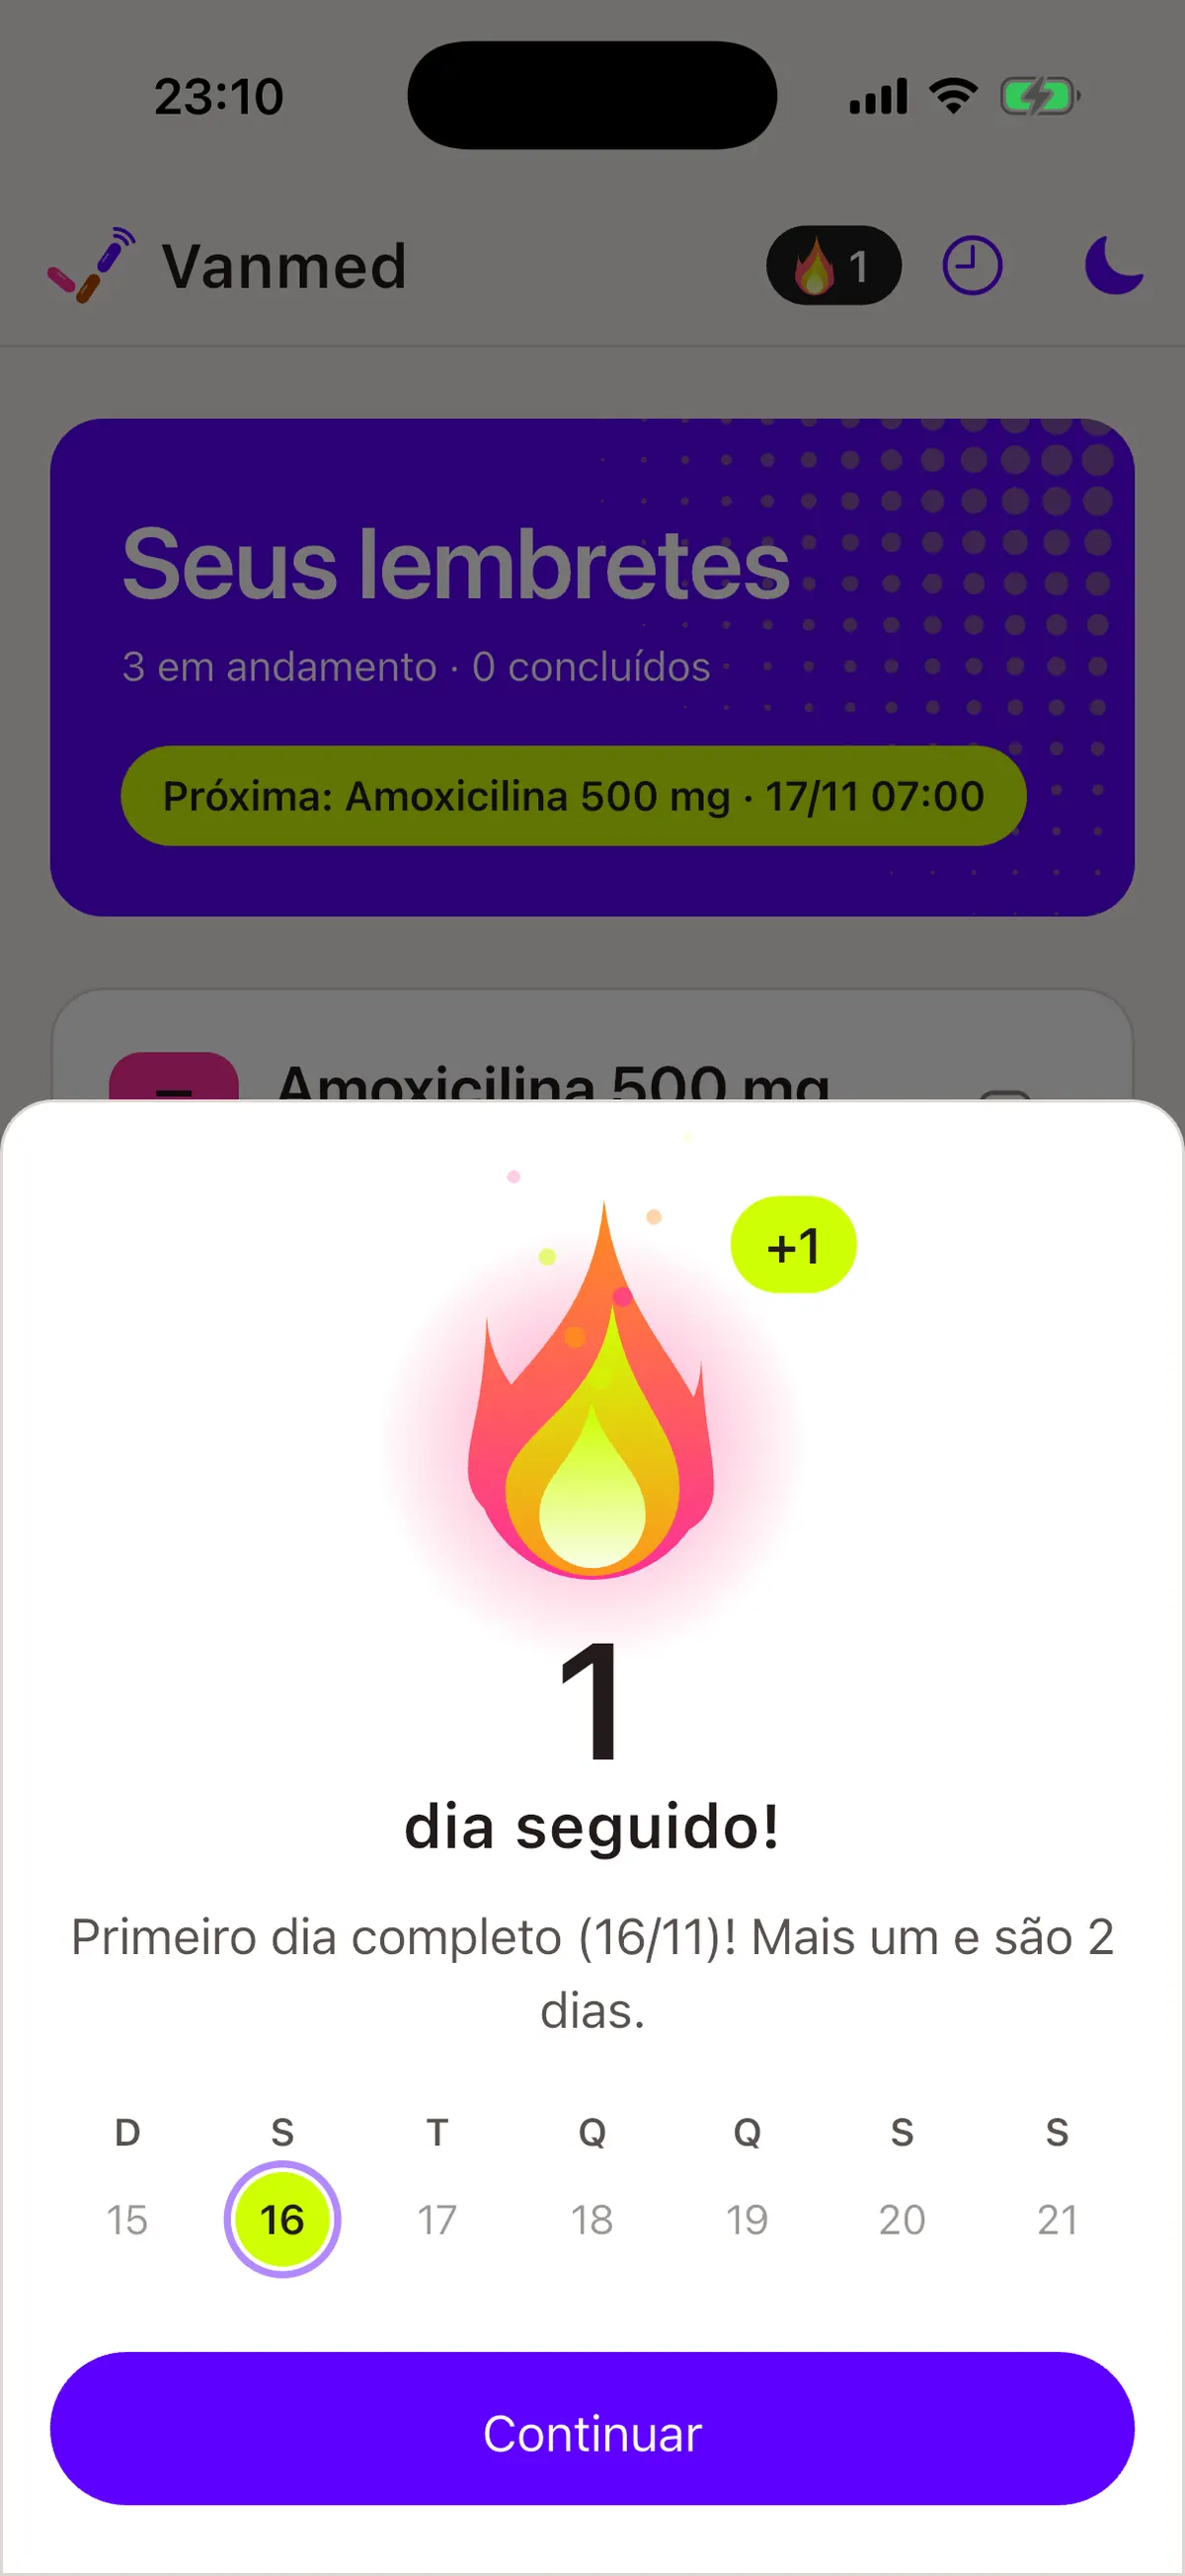 23:10
Vanmed
1
Seus lembretes
3 em andamento · 0 concluídos
Próxima: Amoxicilina 500 mg · 17/11 07:00
Amoxicilina 500 mg
+1
1
dia seguido!
Primeiro dia completo (16/11)! Mais um e são 2
dias.
D S T Q Q S S
15 16 17 18 19 20 21
Continuar